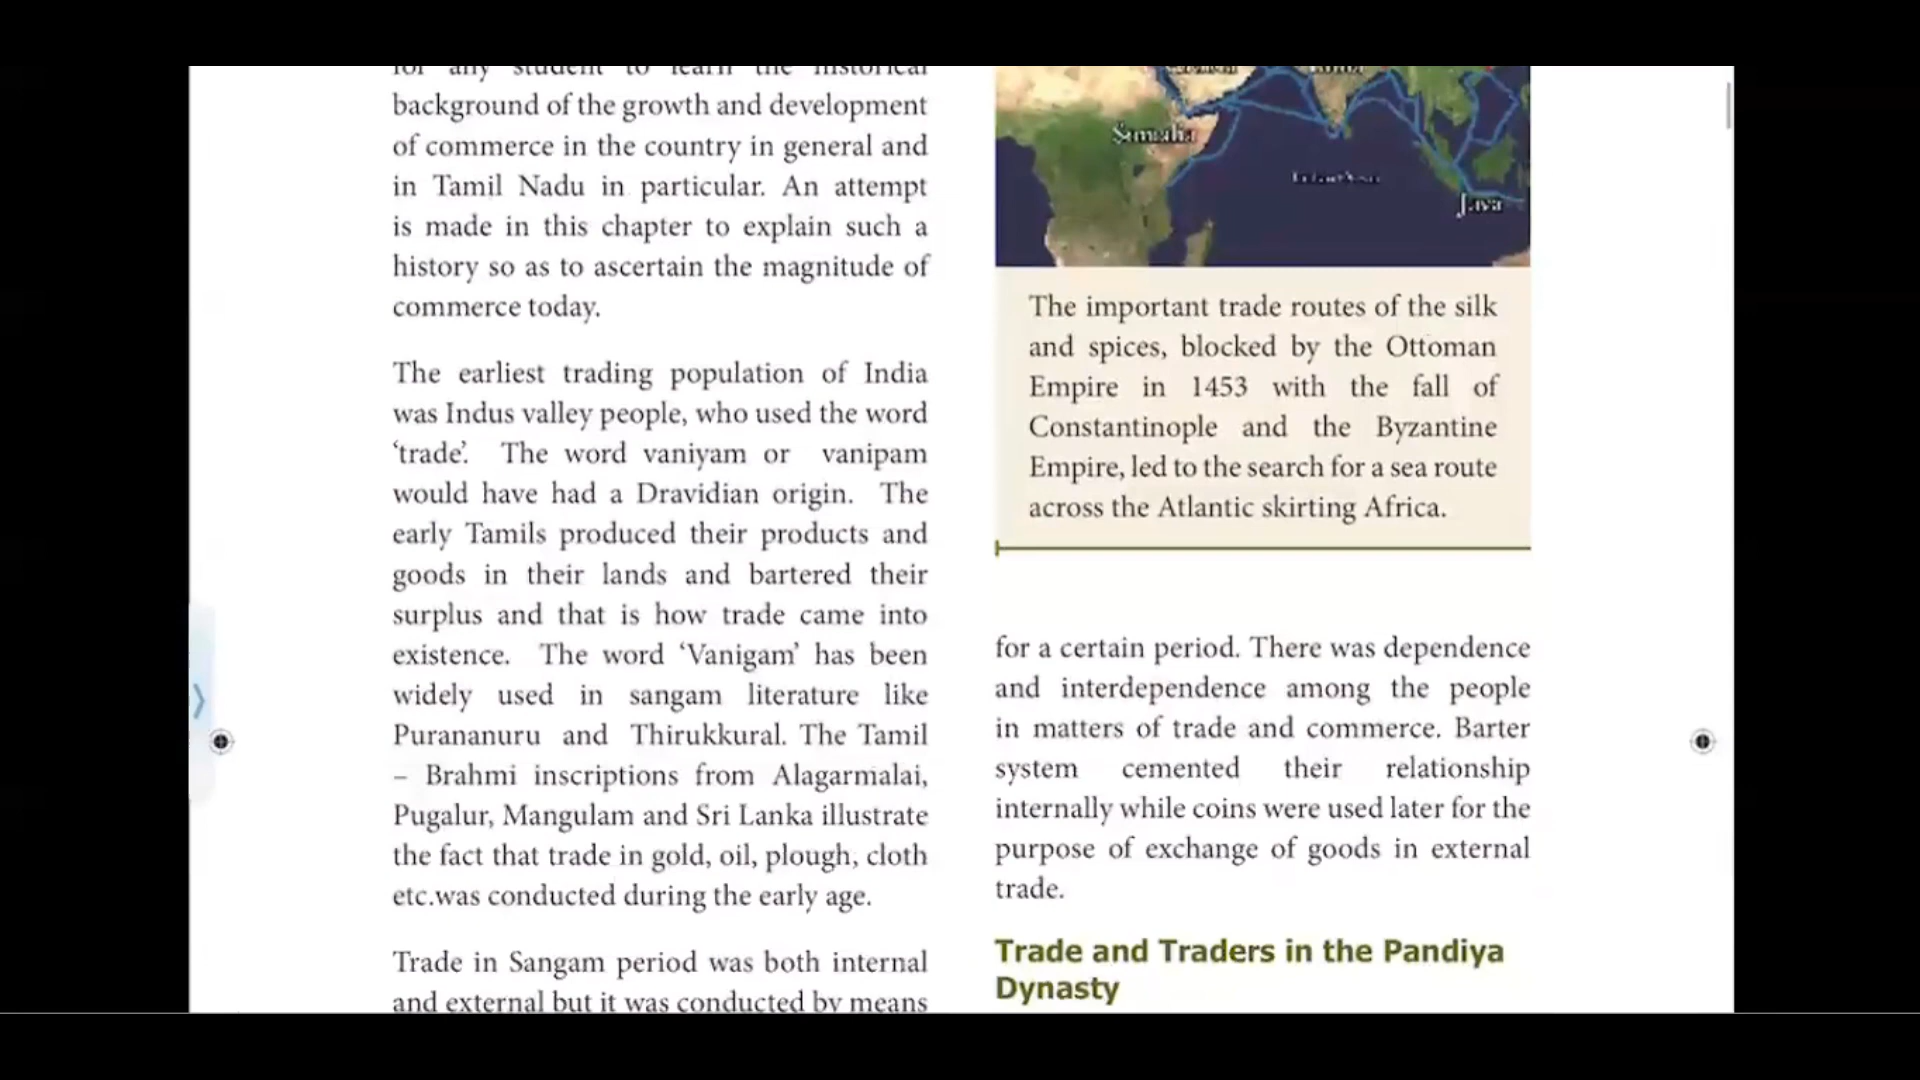 for any student to learn the historical
background of the growth and development
of commerce in the country in general and
in Tamil Nadu in particular. An attempt
is made in this chapter to explain such a
history so as to ascertain the magnitude of
commerce today.
The earliest trading population of India
was Indus valley people, who used the word
‘trade’. The word vaniyam or vanipam
would have had a Dravidian origin. The
early Tamils produced their products and
goods in their lands and bartered their
surplus and that is how trade came into
existence. The word ‘Vanigam’ has been
widely used in sangam literature like
Purananuru and Thirukkural. The Tamil
– Brahmi inscriptions from Alagarmalai,
Pugalur, Mangulam and Sri Lanka illustrate
the fact that trade in gold, oil, plough, cloth
etc.was conducted during the early age.
Trade in Sangam period was both internal
and external but it was conducted by means
Somalia
Java
The important trade routes of the silk
and spices, blocked by the Ottoman
Empire in 1453 with the fall of
Constantinople and the Byzantine
Empire, led to the search for a sea route
across the Atlantic skirting Africa.
for a certain period. There was dependence
and interdependence among the people
in matters of trade and commerce. Barter
system cemented their relationship
internally while coins were used later for the
purpose of exchange of goods in external
trade.
Trade and Traders in the Pandiya
Dynasty